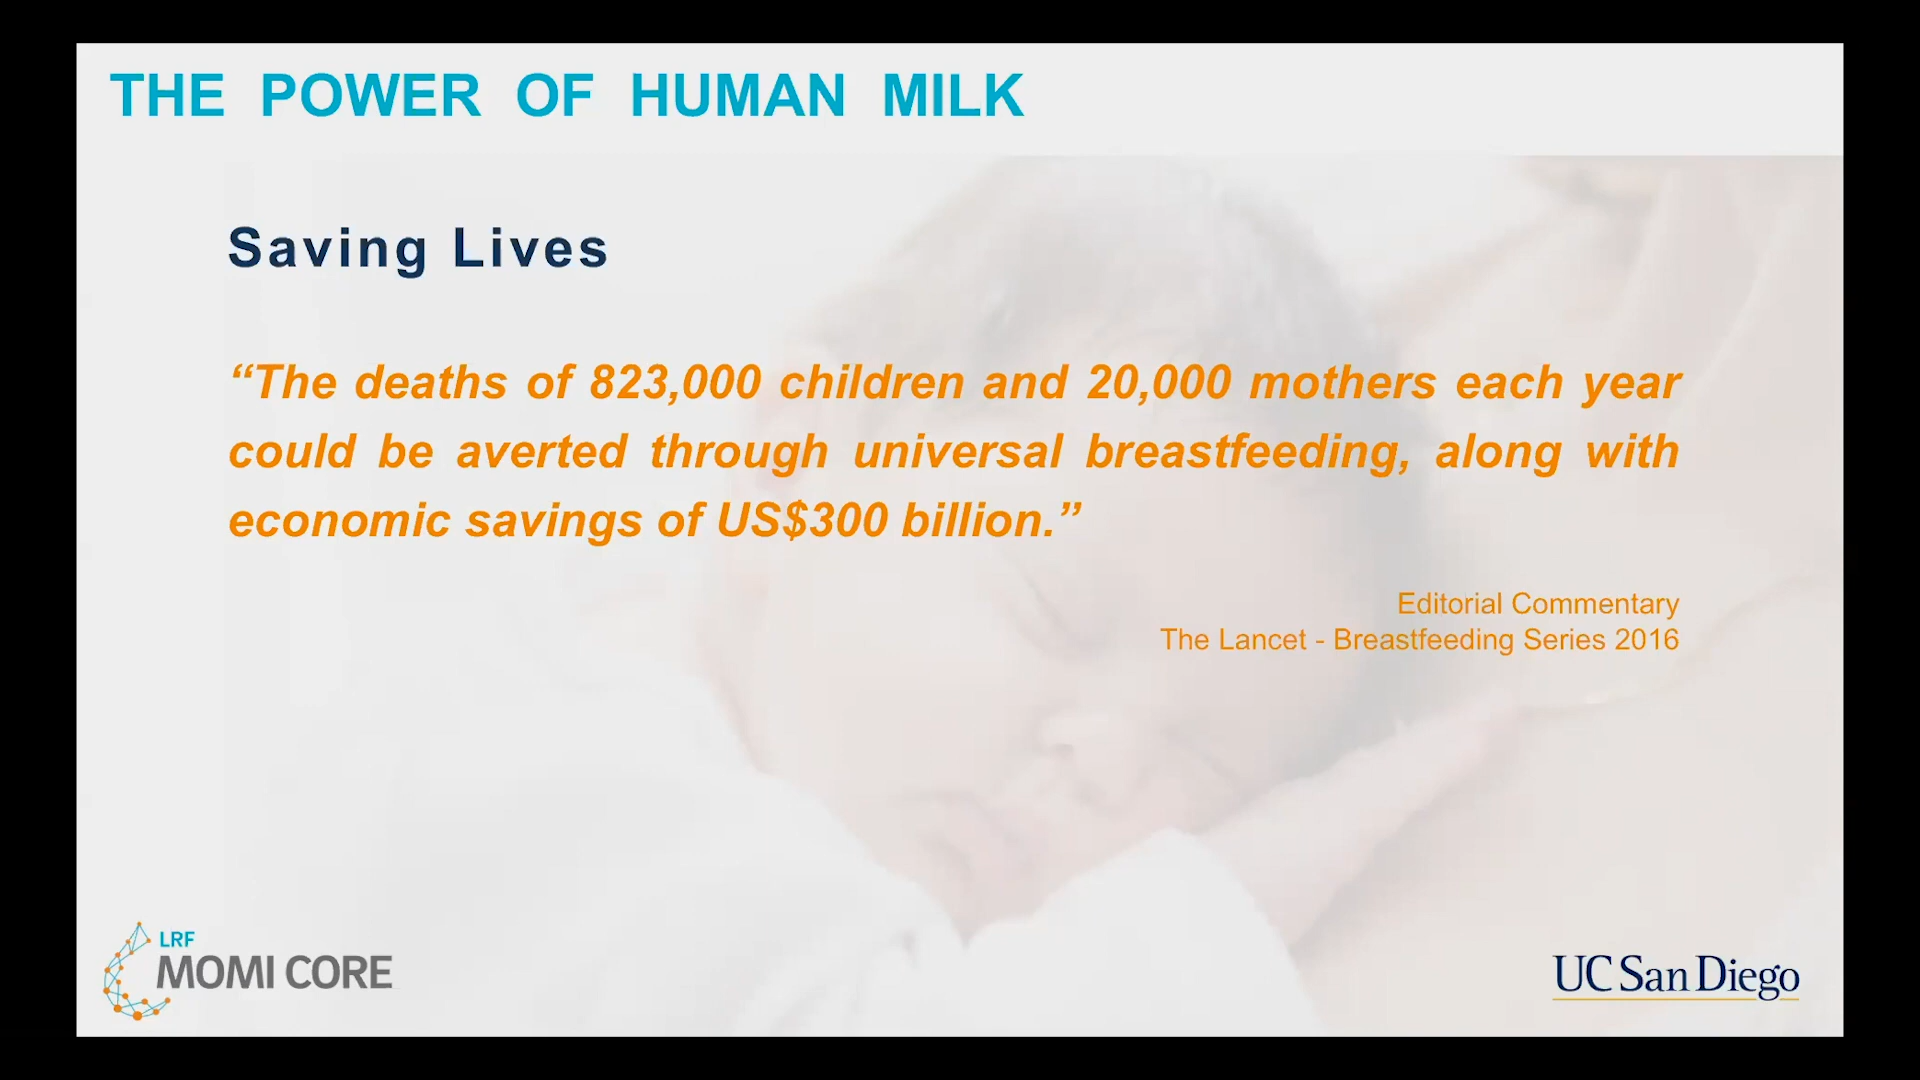 THE POWER OF HUMAN MILK
Saving Lives
“The deaths of 823,000 children and 20,000 mothers each year
could be averted through universal breastfeeding, along with
economic savings of US$300 billion.”
Editorial Commentary
The Lancet - Breastfeeding Series 2016
LRF
MOMI CORE
UC San Diego